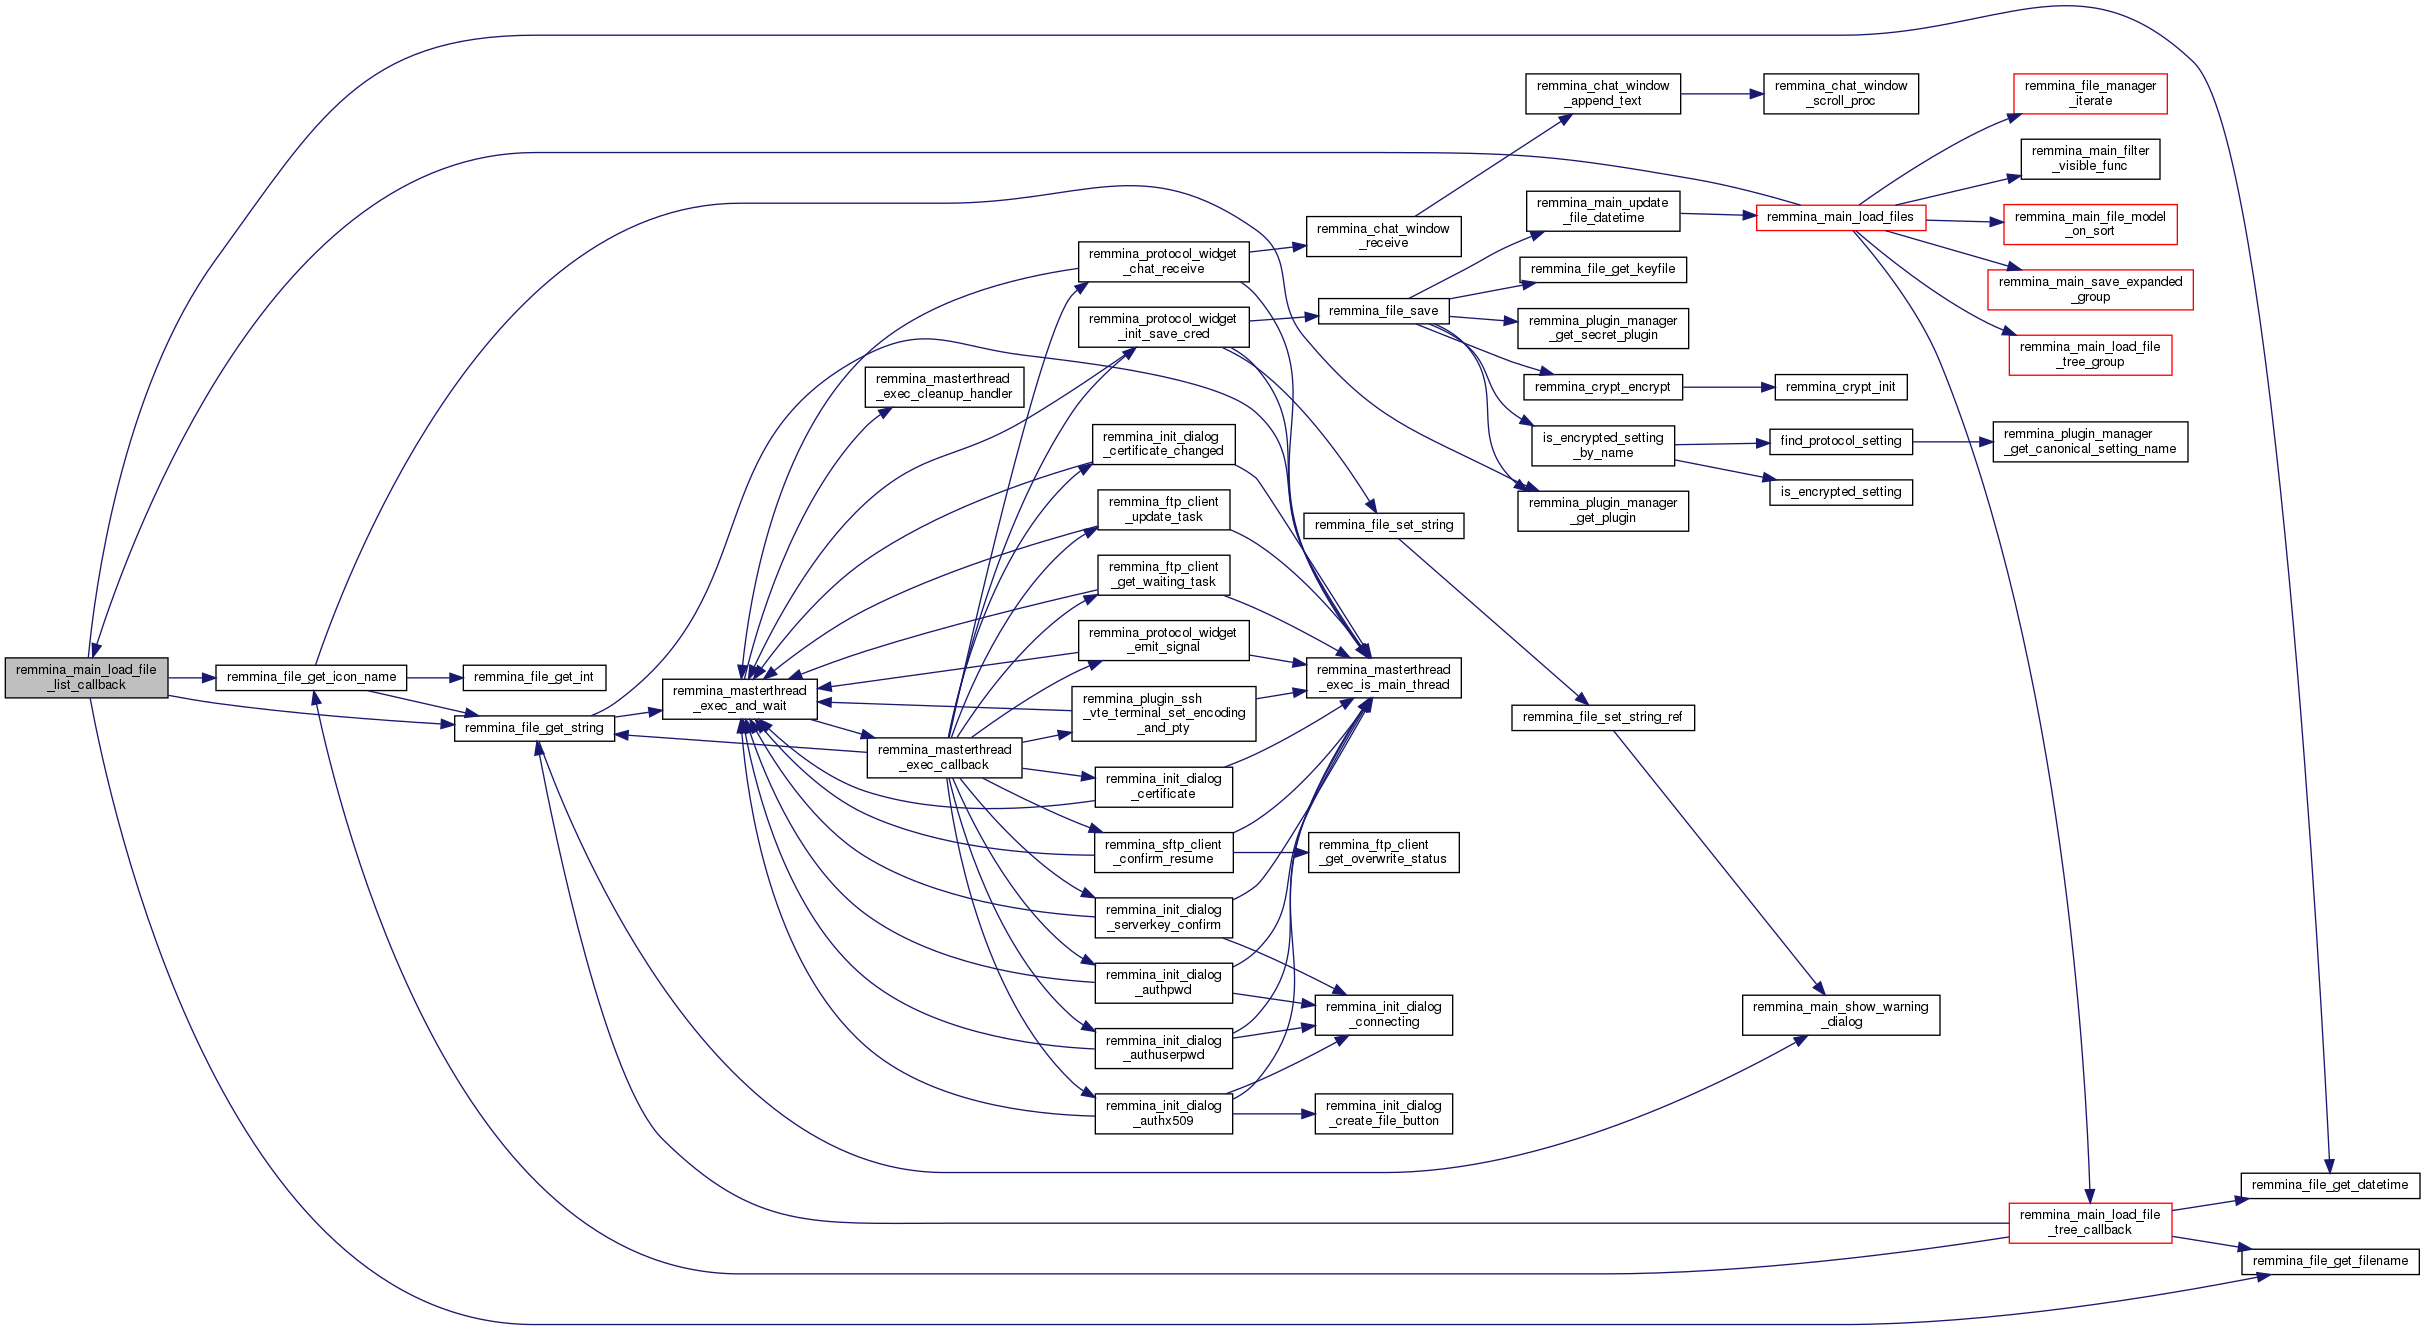 remmina_main_load_file
_list_callback
remmina_file_get_icon_name
remmina_file_get_int
remmina_file_get_string
remmina_masterthread
_exec_and_wait
remmina_masterthread
_exec_cleanup_handler
remmina_masterthread
_exec_callback
remmina_protocol_widget
_chat_receive
remmina_protocol_widget
_init_save_cred
remmina_init_dialog
_certificate_changed
remmina_ftp_client
_update_task
remmina_ftp_client
_get_waiting_task
remmina_protocol_widget
_emit_signal
remmina_plugin_ssh
_vte_terminal_set_encoding
_and_pty
remmina_init_dialog
_certificate
remmina_sftp_client
_confirm_resume
remmina_init_dialog
_serverkey_confirm
remmina_init_dialog
_authpwd
remmina_init_dialog
_authuserpwd
remmina_init_dialog
_authx509
remmina_chat_window
_receive
remmina_file_save
remmina_file_set_string
remmina_masterthread
_exec_is_main_thread
remmina_ftp_client
_get_overwrite_status
remmina_init_dialog
_connecting
remmina_init_dialog
_create_file_button
remmina_chat_window
_append_text
remmina_main_update
_file_datetime
remmina_file_get_keyfile
remmina_plugin_manager
_get_secret_plugin
remmina_crypt_encrypt
is_encrypted_setting
_by_name
remmina_plugin_manager
_get_plugin
remmina_file_set_string_ref
remmina_chat_window
_scroll_proc
remmina_main_load_files
remmina_crypt_init
find_protocol_setting
is_encrypted_setting
remmina_main_show_warning
_dialog
remmina_file_manager
_iterate
remmina_main_filter
_visible_func
remmina_main_file_model
_on_sort
remmina_main_save_expanded
_group
remmina_main_load_file
_tree_group
remmina_plugin_manager
_get_canonical_setting_name
remmina_main_load_file
_tree_callback
remmina_file_get_datetime
remmina_file_get_filename